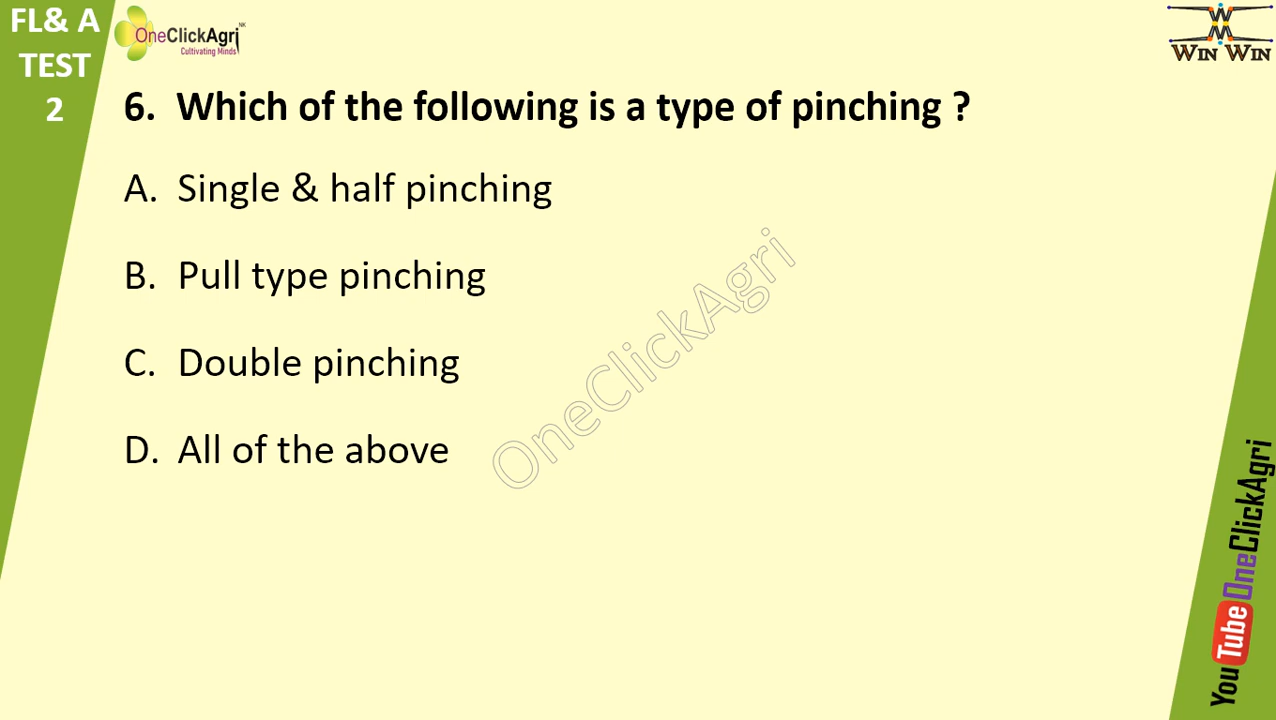 FL& A
TEST
2
OneClickAgri NK
Cultivating Minds
WIN WIN
6. Which of the following is a type of pinching ?
A. Single & half pinching
B. Pull type pinching
C. Double pinching
D. All of the above
OneClickAgri
YouTube OneClickAgri